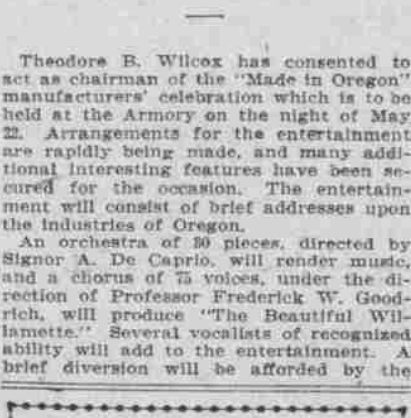 Theodore B. Wilcox has consented to
act as chairman of the "Made in Oregon"
manufacturers' celebration which is to be
held at the Armory on the night of May
22. Arrangements for the entertainment
are rapidly being made, and many addi-
tional interesting features have been se-
cured for the occasion. The entertain-
ment will consist of brief addresses upon
the industries of Oregon.
An orchestra of 30 pieces, directed by
Signor A. De Caprio, will render music,
and a chorus of 75 voices, under the di-
rection of Professor Frederick W. Good-
rich, will produce "The Beautiful Wil-
lamette." Several vocalists of recognized
ability will add to the entertainment. A
brief diversion will be afforded by the